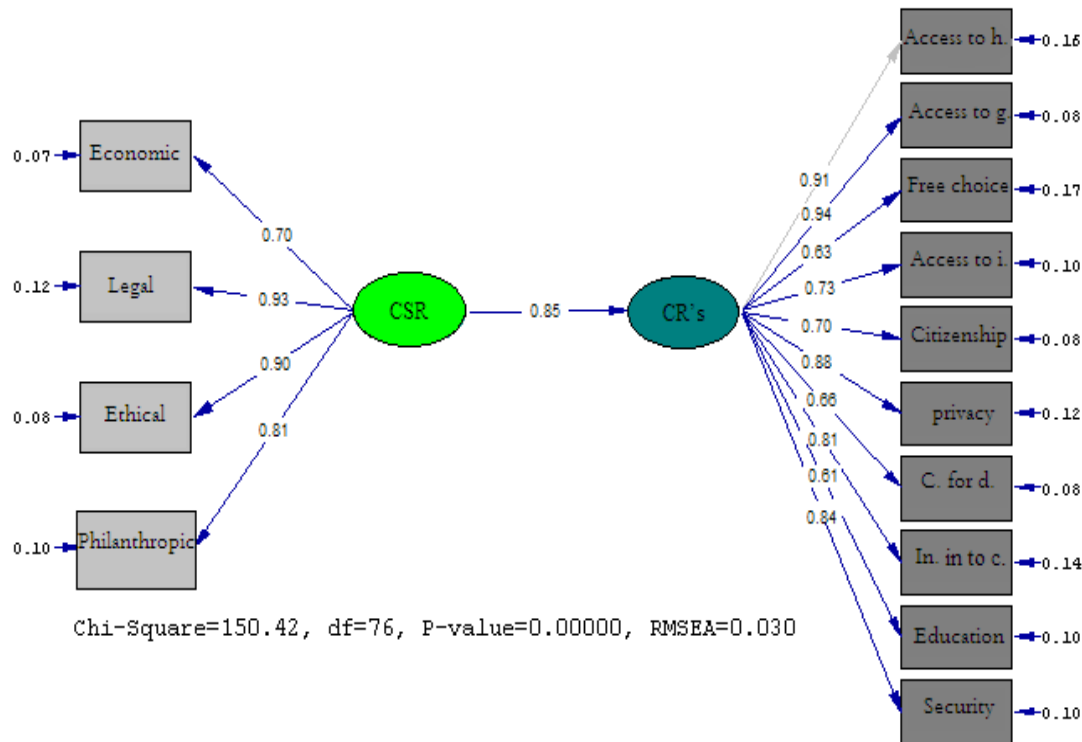 Access to h.
0.16
Access to g.
0.08
Economic
0.07
Free choice
0.17
0.91
0.94
0.63
0.70
Access to i.
0.10
0.73
Legal
0.12
0.93
CSR
0.85
CR's
0.70
Citizenship
0.08
0.90
0.88
0.66
privacy
0.12
Ethical
0.08
0.81
0.81
0.61
0.84
C. for d.
0.08
Philanthropic
0.10
In. in to c.
0.14
Chi-Square=150.42, df=76, P-value=0.00000, RMSEA=0.030
Education
0.10
Security
0.10